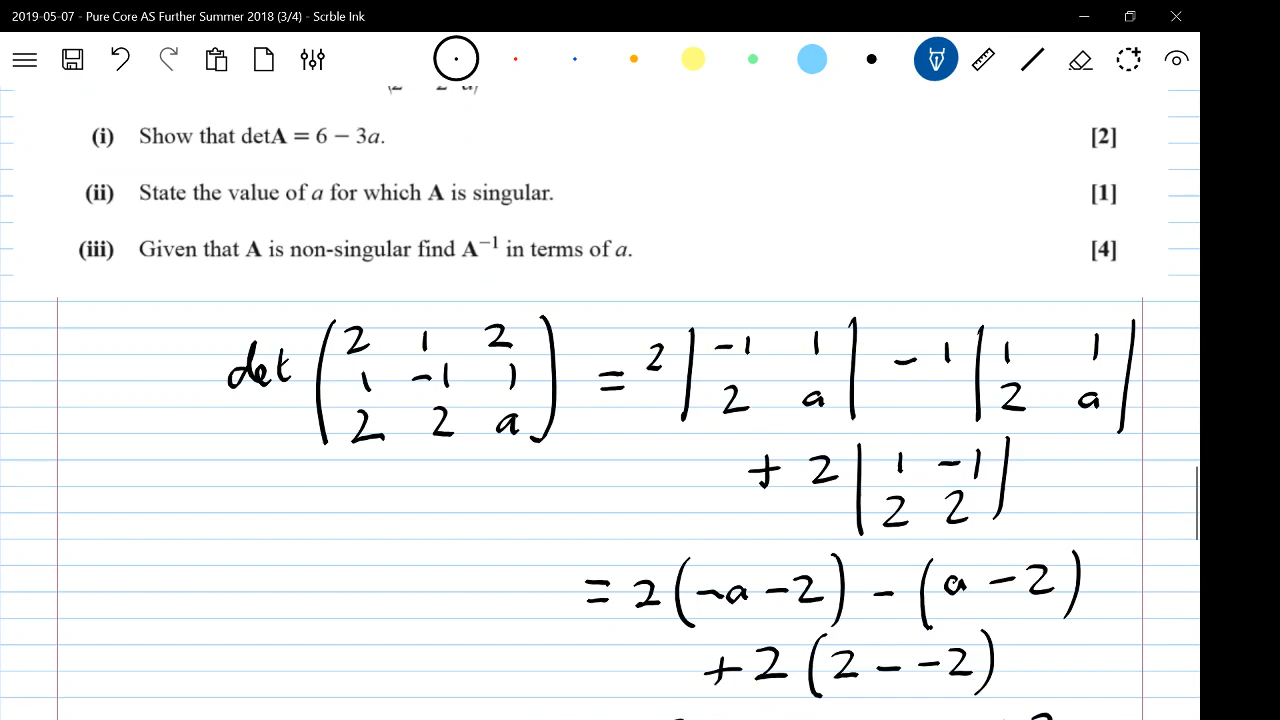 2019-05-07 - Pure Core AS Further Summer 2018 (3/4) - Scrble Ink
(i) Show that detA = 6 − 3a. [2]
(ii) State the value of a for which A is singular. [1]
(iii) Given that A is non-singular find A⁻¹ in terms of a. [4]
det ( 2 1 2 ) = 2 | -1 1 | - 1 | 1 1 |
( 1 -1 1 ) | 2 a | | 2 a |
( 2 2 a )
+ 2 | 1 -1 |
| 2 2 |
= 2 ( -a - 2 ) - ( a - 2 )
+ 2 ( 2 - -2 )